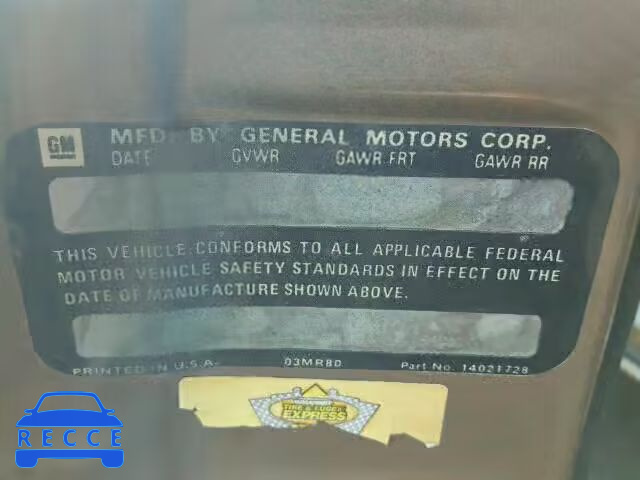 GM
MFD. BY GENERAL MOTORS CORP.
DATE GVWR GAWR FRT GAWR RR
THIS VEHICLE CONFORMS TO ALL APPLICABLE FEDERAL
MOTOR VEHICLE SAFETY STANDARDS IN EFFECT ON THE
DATE OF MANUFACTURE SHOWN ABOVE.
PRINTED IN U.S.A. 03MR80 Part No. 14021728
TIRE & LUBE
EXPRESS
RECCE